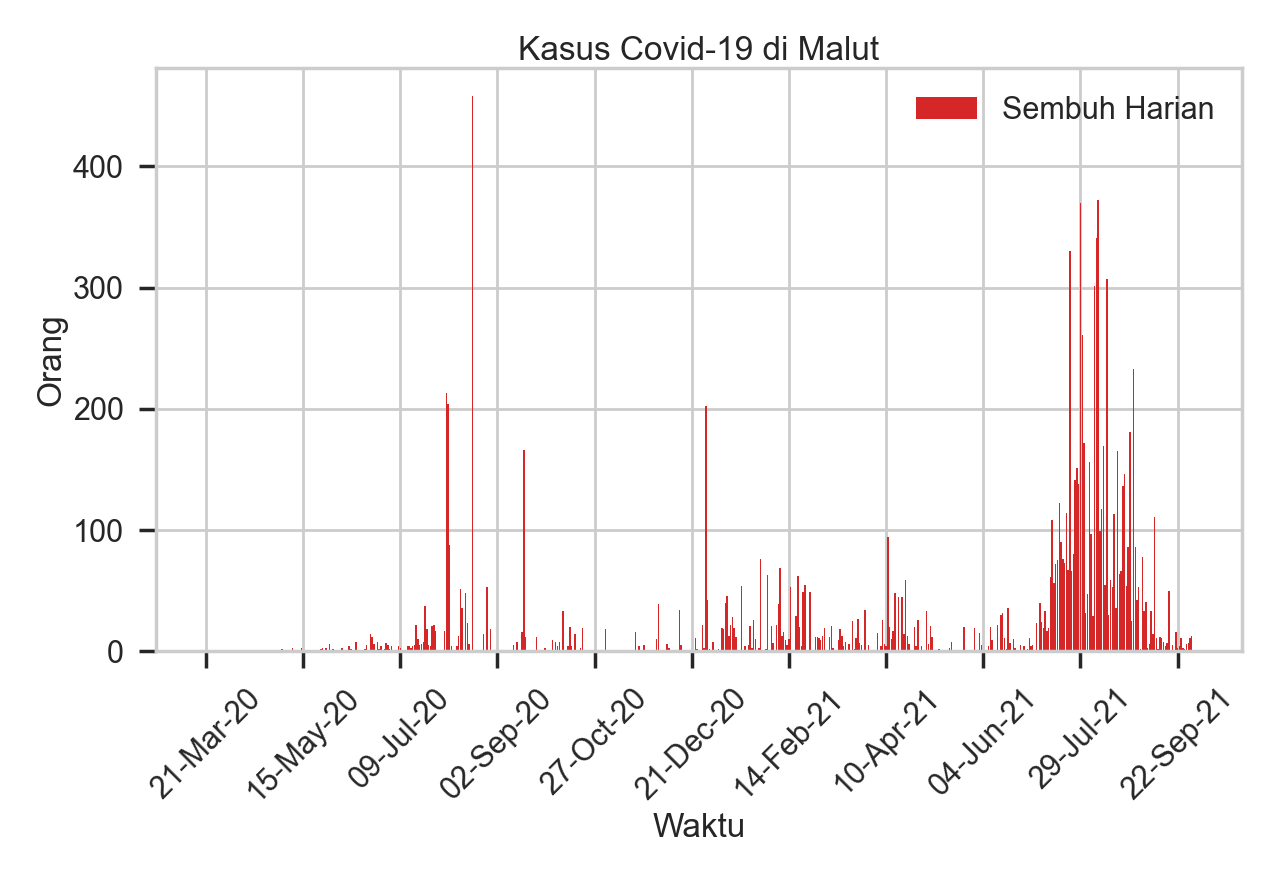 Kasus Covid-19 di Malut
Sembuh Harian
400
300
200
100
0
Orang
21-Mar-20
15-May-20
09-Jul-20
02-Sep-20
27-Oct-20
21-Dec-20
14-Feb-21
10-Apr-21
04-Jun-21
29-Jul-21
22-Sep-21
Waktu